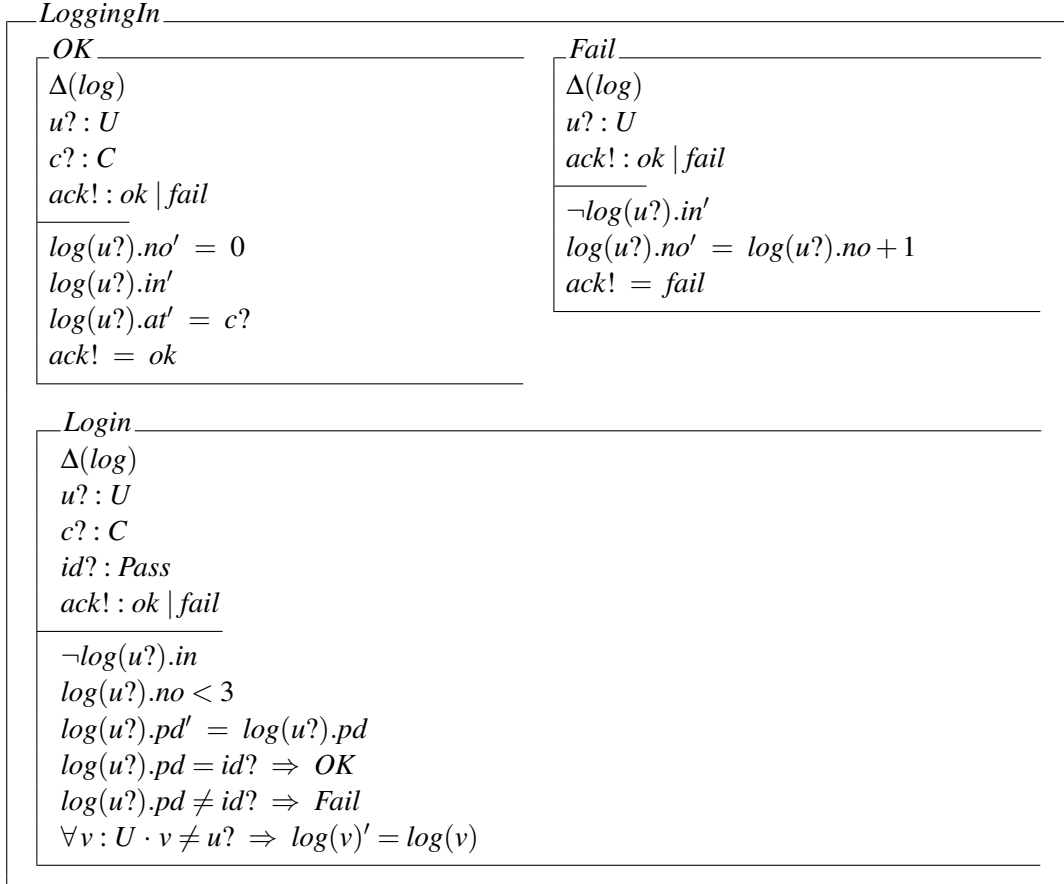 LoggingIn
OK
Δ(log)
u? : U
c? : C
ack! : ok | fail
log(u?).no′ = 0
log(u?).in′
log(u?).at′ = c?
ack! = ok
Fail
Δ(log)
u? : U
ack! : ok | fail
¬log(u?).in′
log(u?).no′ = log(u?).no + 1
ack! = fail
Login
Δ(log)
u? : U
c? : C
id? : Pass
ack! : ok | fail
¬log(u?).in
log(u?).no < 3
log(u?).pd′ = log(u?).pd
log(u?).pd = id? ⇒ OK
log(u?).pd ≠ id? ⇒ Fail
∀v : U · v ≠ u? ⇒ log(v)′ = log(v)